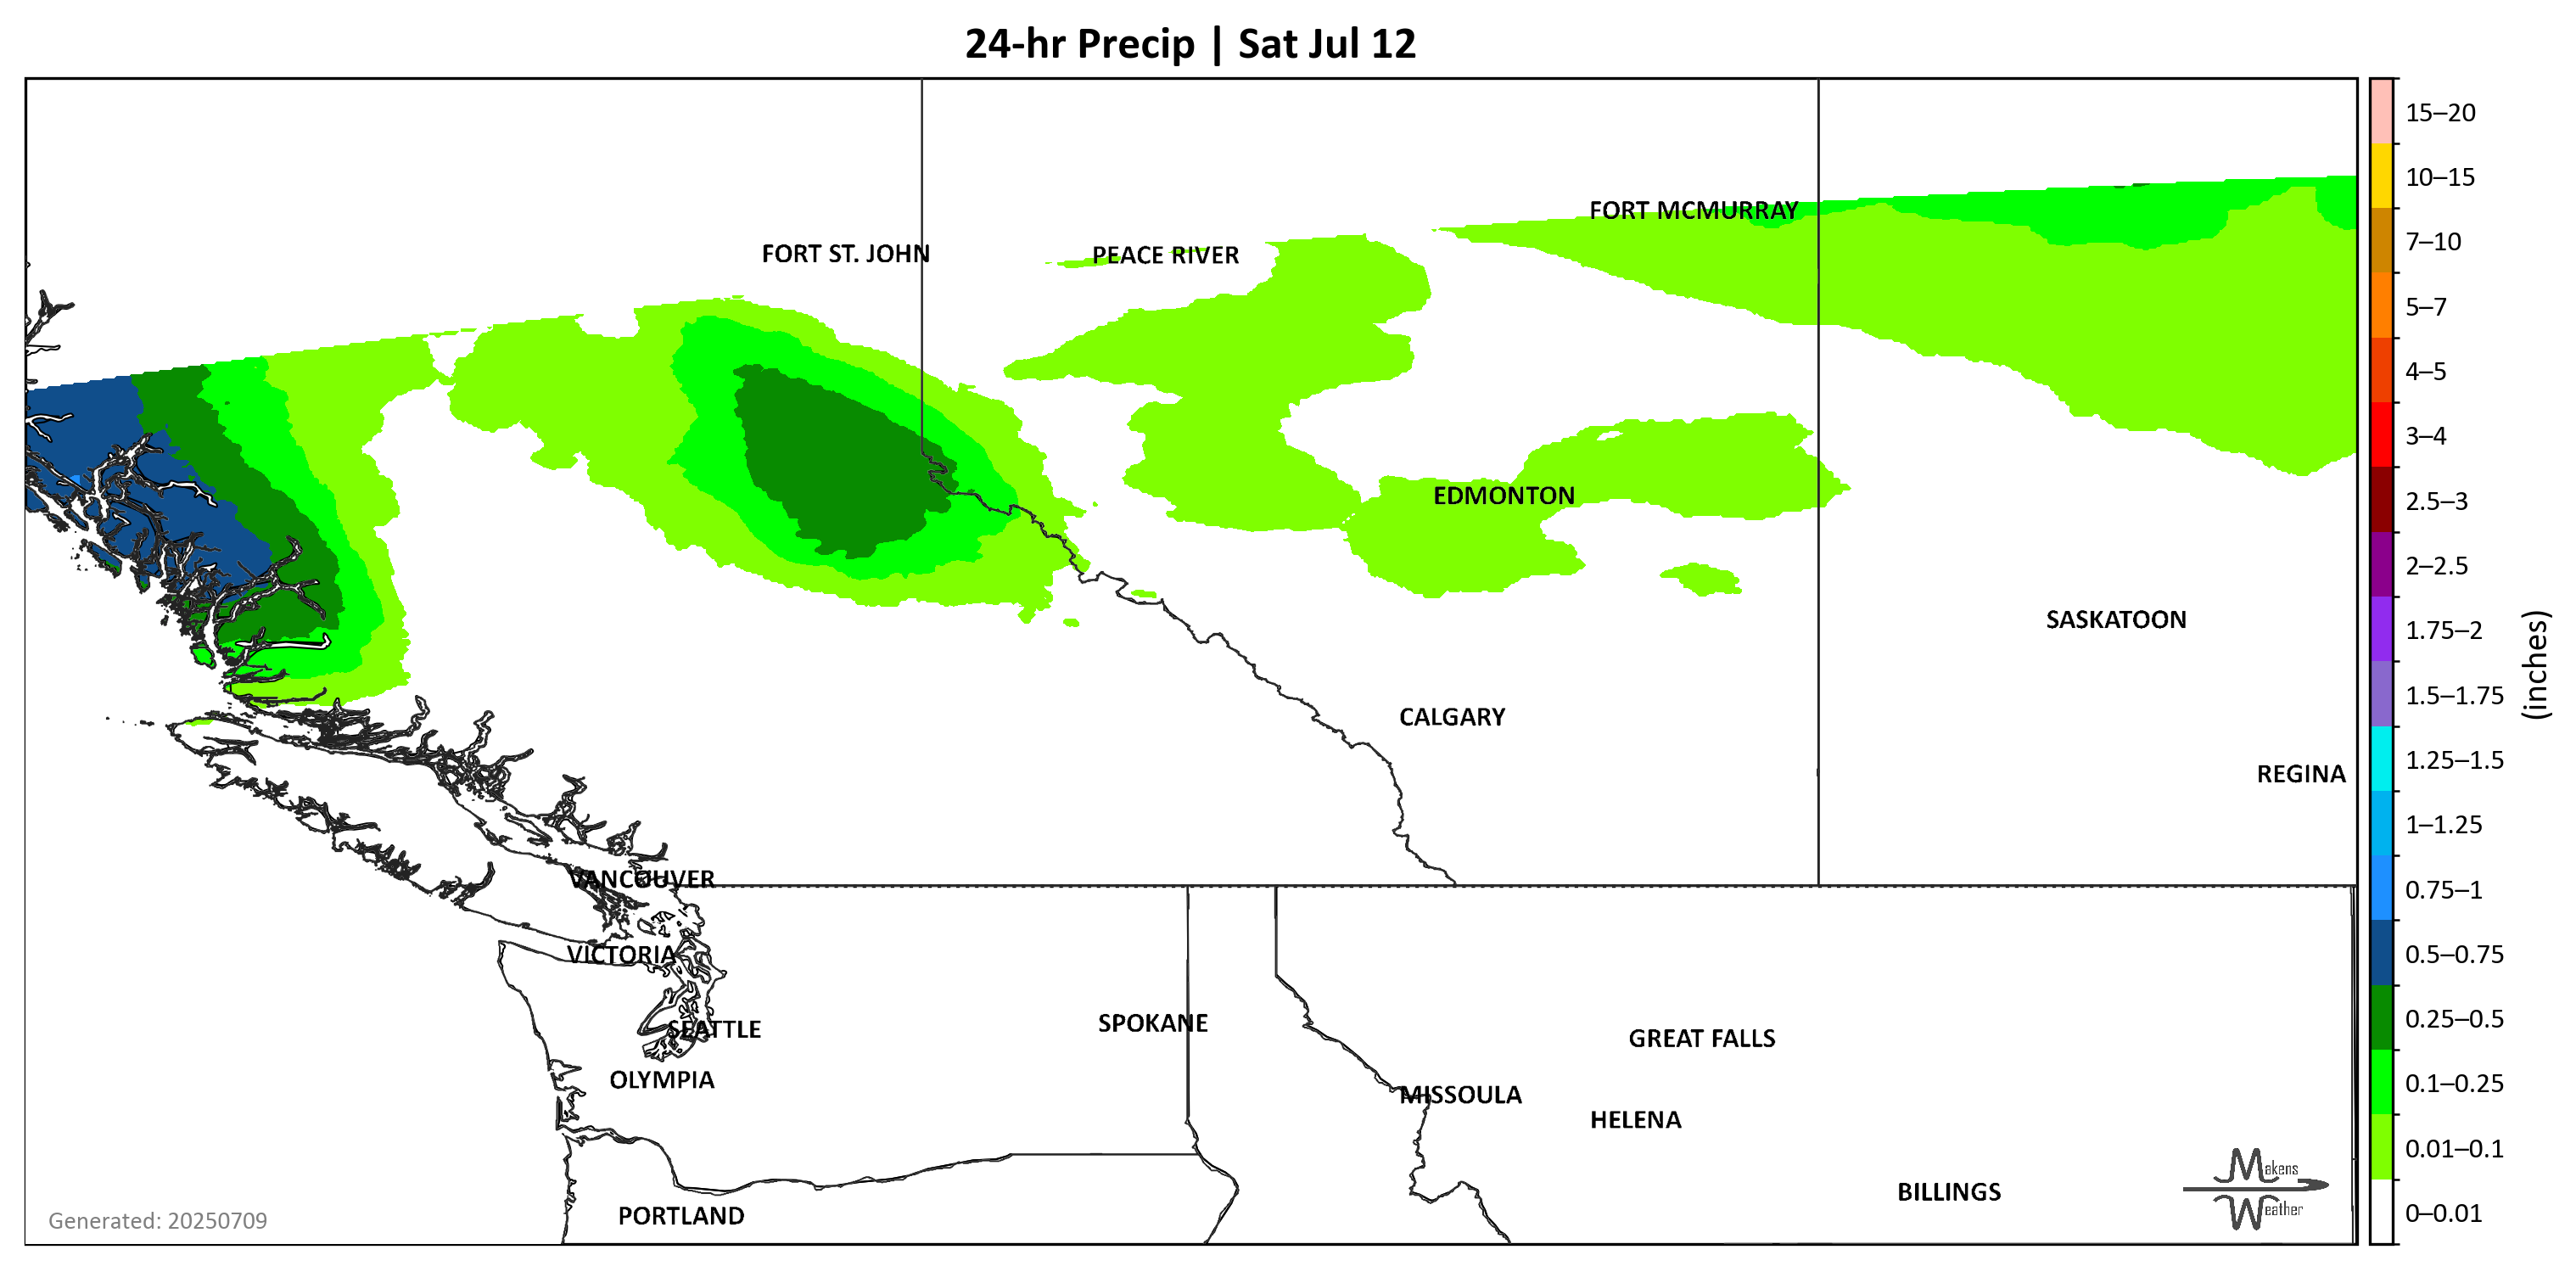 24-hr Precip | Sat Jul 12
15–20
10–15
7–10
5–7
4–5
3–4
2.5–3
2–2.5
1.75–2
1.5–1.75
1.25–1.5
1–1.25
0.75–1
0.5–0.75
0.25–0.5
0.1–0.25
0.01–0.1
0–0.01
(inches)
FORT MCMURRAY
FORT ST. JOHN
PEACE RIVER
EDMONTON
SASKATOON
CALGARY
REGINA
VANCOUVER
VICTORIA
SPOKANE
SEATTLE
GREAT FALLS
OLYMPIA
MISSOULA
HELENA
BILLINGS
PORTLAND
Makens
Weather
Generated: 20250709